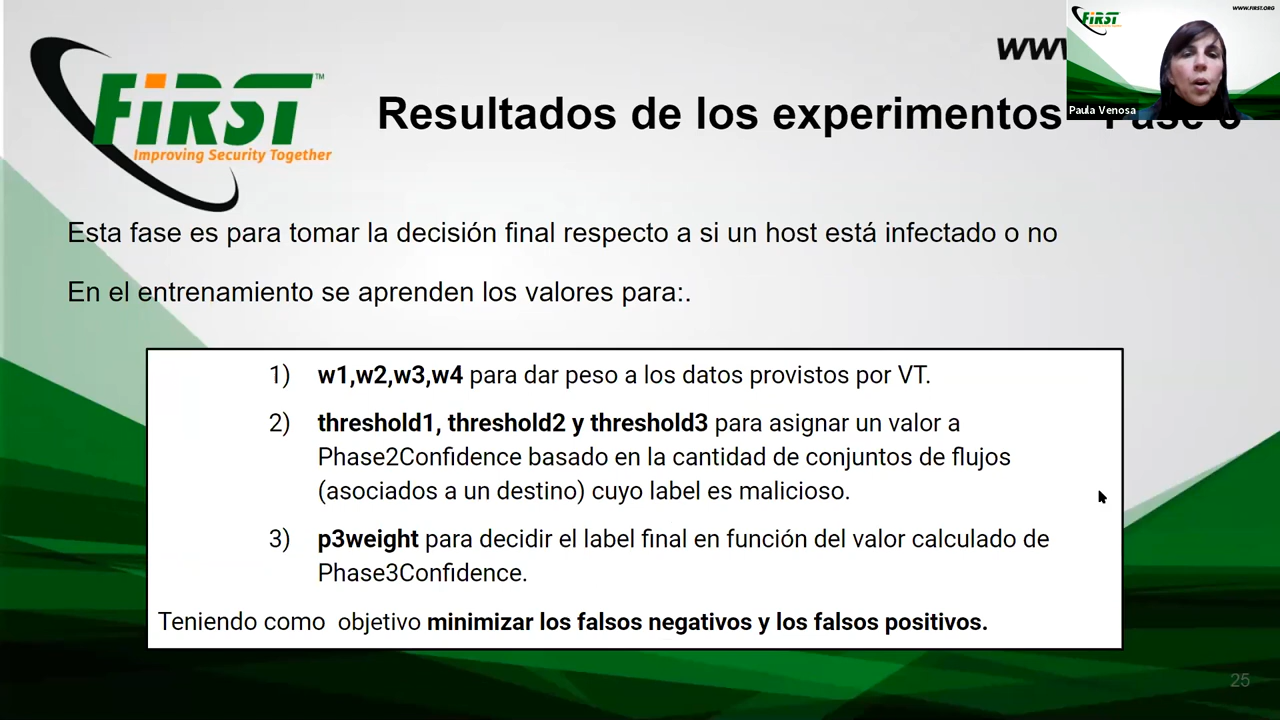 WWW.FIRST.ORG
FiRST
Paula Venosa
www
FiRST™
Improving Security Together
Resultados de los experimentos
Esta fase es para tomar la decisión final respecto a si un host está infectado o no
En el entrenamiento se aprenden los valores para:.
1) w1,w2,w3,w4 para dar peso a los datos provistos por VT.
2) threshold1, threshold2 y threshold3 para asignar un valor a
Phase2Confidence basado en la cantidad de conjuntos de flujos
(asociados a un destino) cuyo label es malicioso.
3) p3weight para decidir el label final en función del valor calculado de
Phase3Confidence.
Teniendo como objetivo minimizar los falsos negativos y los falsos positivos.
25